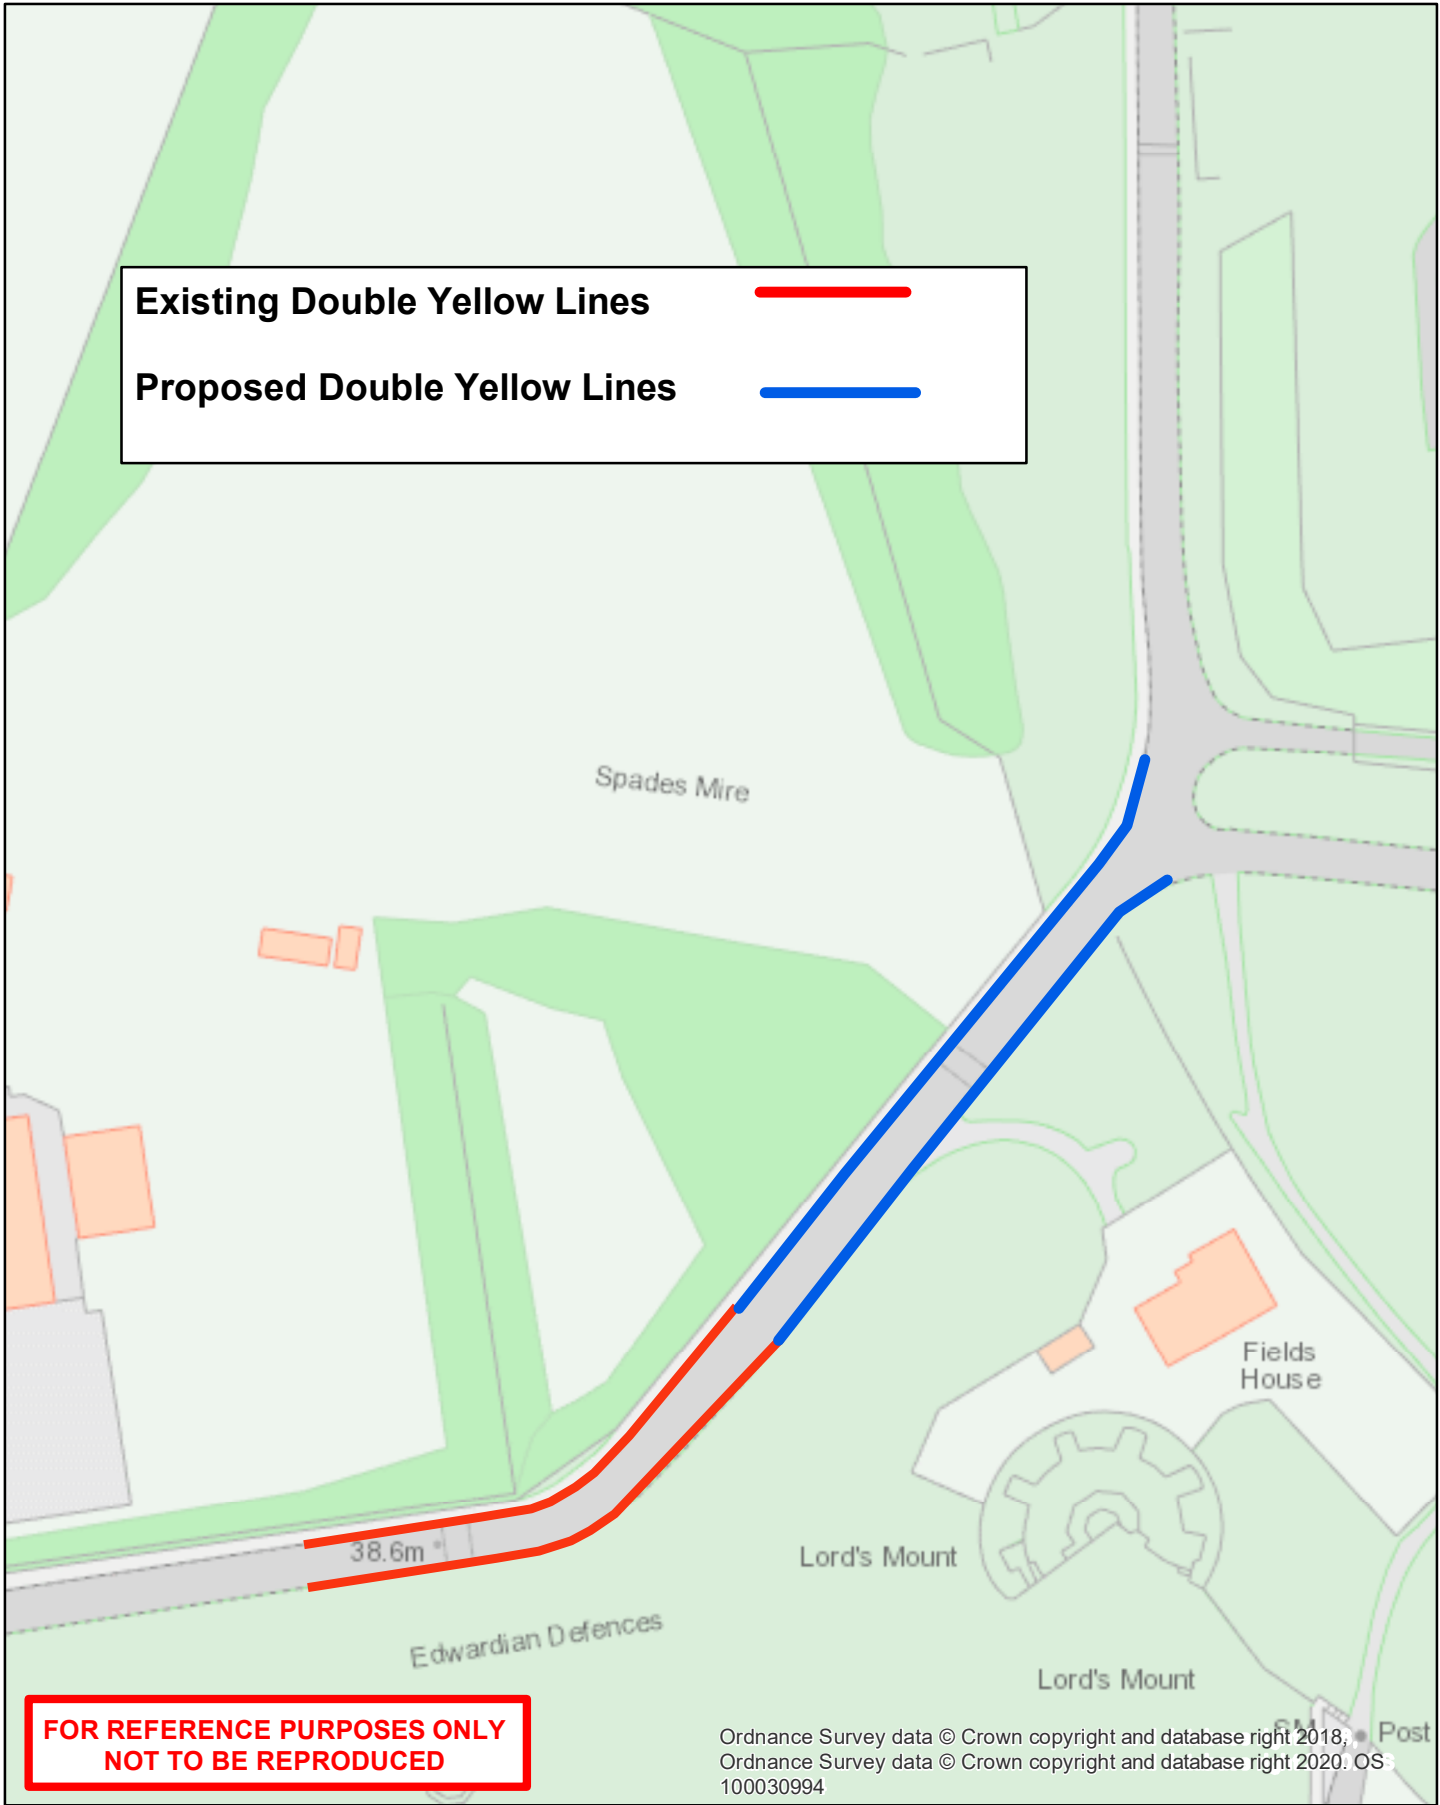 Existing Double Yellow Lines
Proposed Double Yellow Lines
Spades Mire
Fields
House
38.6m
Lord's Mount
Edwardian Defences
Lord's Mount
SM
Post
FOR REFERENCE PURPOSES ONLY
NOT TO BE REPRODUCED
Ordnance Survey data © Crown copyright and database right 2018,
Ordnance Survey data © Crown copyright and database right 2020. OS
100030994